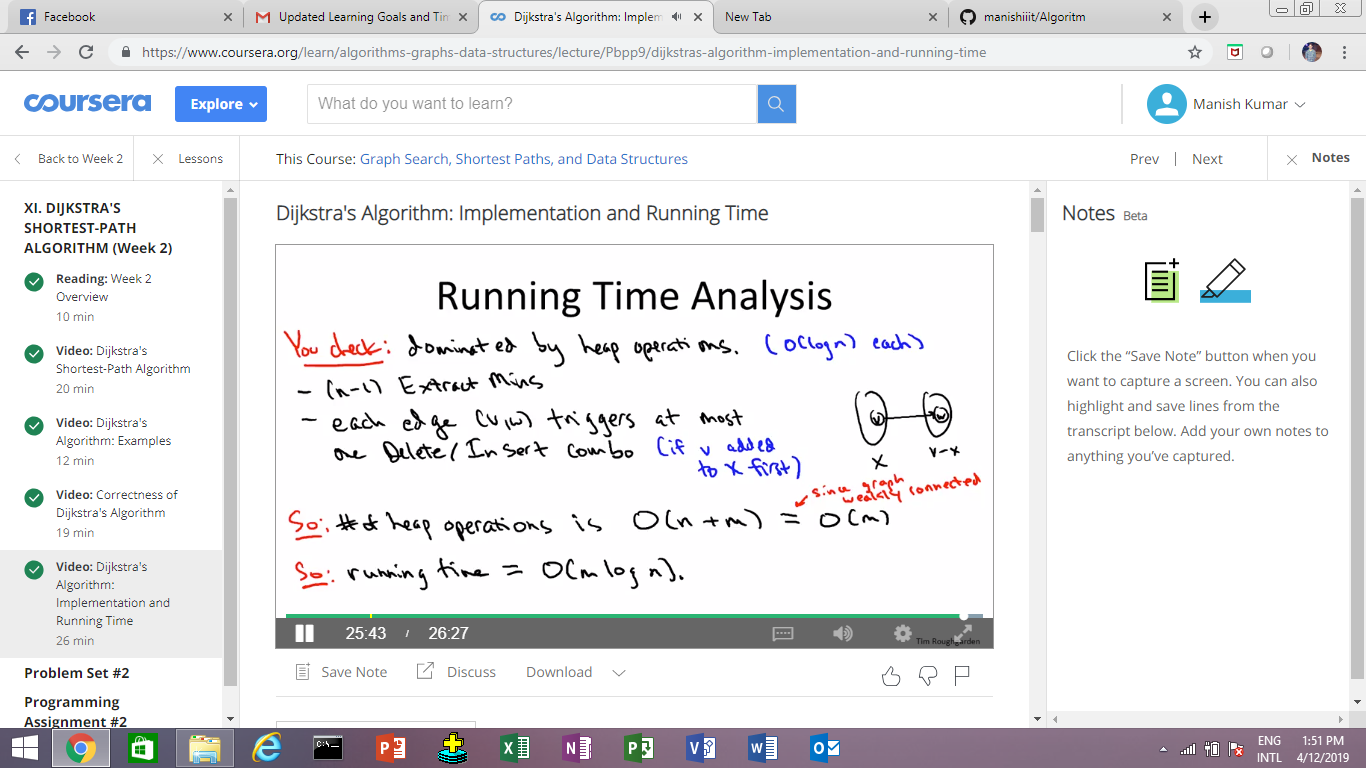 Facebook
Updated Learning Goals and Tim
Dijkstra's Algorithm: Implem
New Tab
manishiiit/Algoritm
https://www.coursera.org/learn/algorithms-graphs-data-structures/lecture/Pbpp9/dijkstras-algorithm-implementation-and-running-time
coursera
Explore
What do you want to learn?
Manish Kumar
Back to Week 2
Lessons
This Course: Graph Search, Shortest Paths, and Data Structures
Prev
Next
Notes
XI. DIJKSTRA'S
SHORTEST-PATH
ALGORITHM (Week 2)
Reading: Week 2
Overview
10 min
Video: Dijkstra's
Shortest-Path Algorithm
20 min
Video: Dijkstra's
Algorithm: Examples
12 min
Video: Correctness of
Dijkstra's Algorithm
19 min
Video: Dijkstra's
Algorithm:
Implementation and
Running Time
26 min
Problem Set #2
Programming
Assignment #2
Dijkstra's Algorithm: Implementation and Running Time
Running Time Analysis
You check: dominated by heap operations. (O(log n) each)
- (n-1) Extract Mins
- each edge (v,w) triggers at most
one Delete/Insert combo (if v added
to X first)
v
w
X
V-X
So: # of heap operations is O(n+m) = O(m)
since graph
weakly connected
So: running time = O(m log n).
25:43 / 26:27
Tim Roughgarden
Save Note
Discuss
Download
Notes Beta
Click the “Save Note” button when you
want to capture a screen. You can also
highlight and save lines from the
transcript below. Add your own notes to
anything you’ve captured.
ENG
INTL
1:51 PM
4/12/2019